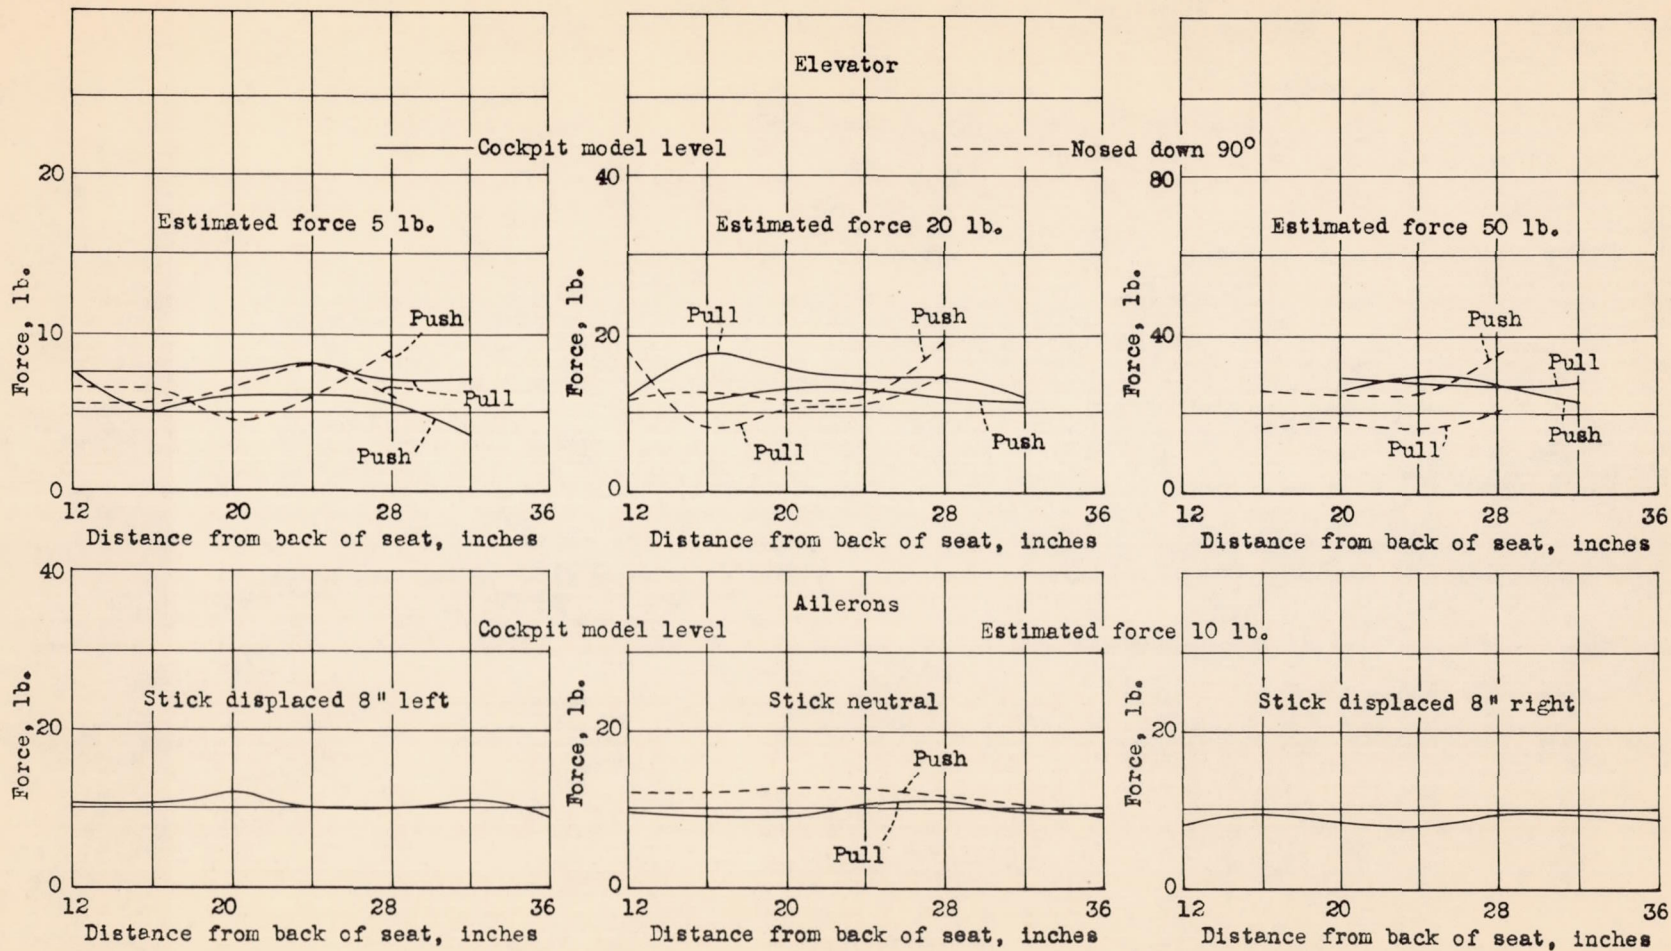 Elevator
Cockpit model level
Nosed down 90°
Estimated force 5 lb.
Force, lb.
20
10
0
Push
Pull
Push
12 20 28 36
Distance from back of seat, inches
Estimated force 20 lb.
Force, lb.
40
20
0
Pull
Push
Pull
Push
12 20 28 36
Distance from back of seat, inches
Estimated force 50 lb.
Force, lb.
80
40
0
Push
Pull
Pull
Push
12 20 28 36
Distance from back of seat, inches
Ailerons
Cockpit model level
Estimated force 10 lb.
Stick displaced 8" left
Force, lb.
40
20
0
12 20 28 36
Distance from back of seat, inches
Stick neutral
Force, lb.
20
0
Push
Pull
12 20 28 36
Distance from back of seat, inches
Stick displaced 8" right
Force, lb.
20
0
12 20 28 36
Distance from back of seat, inches